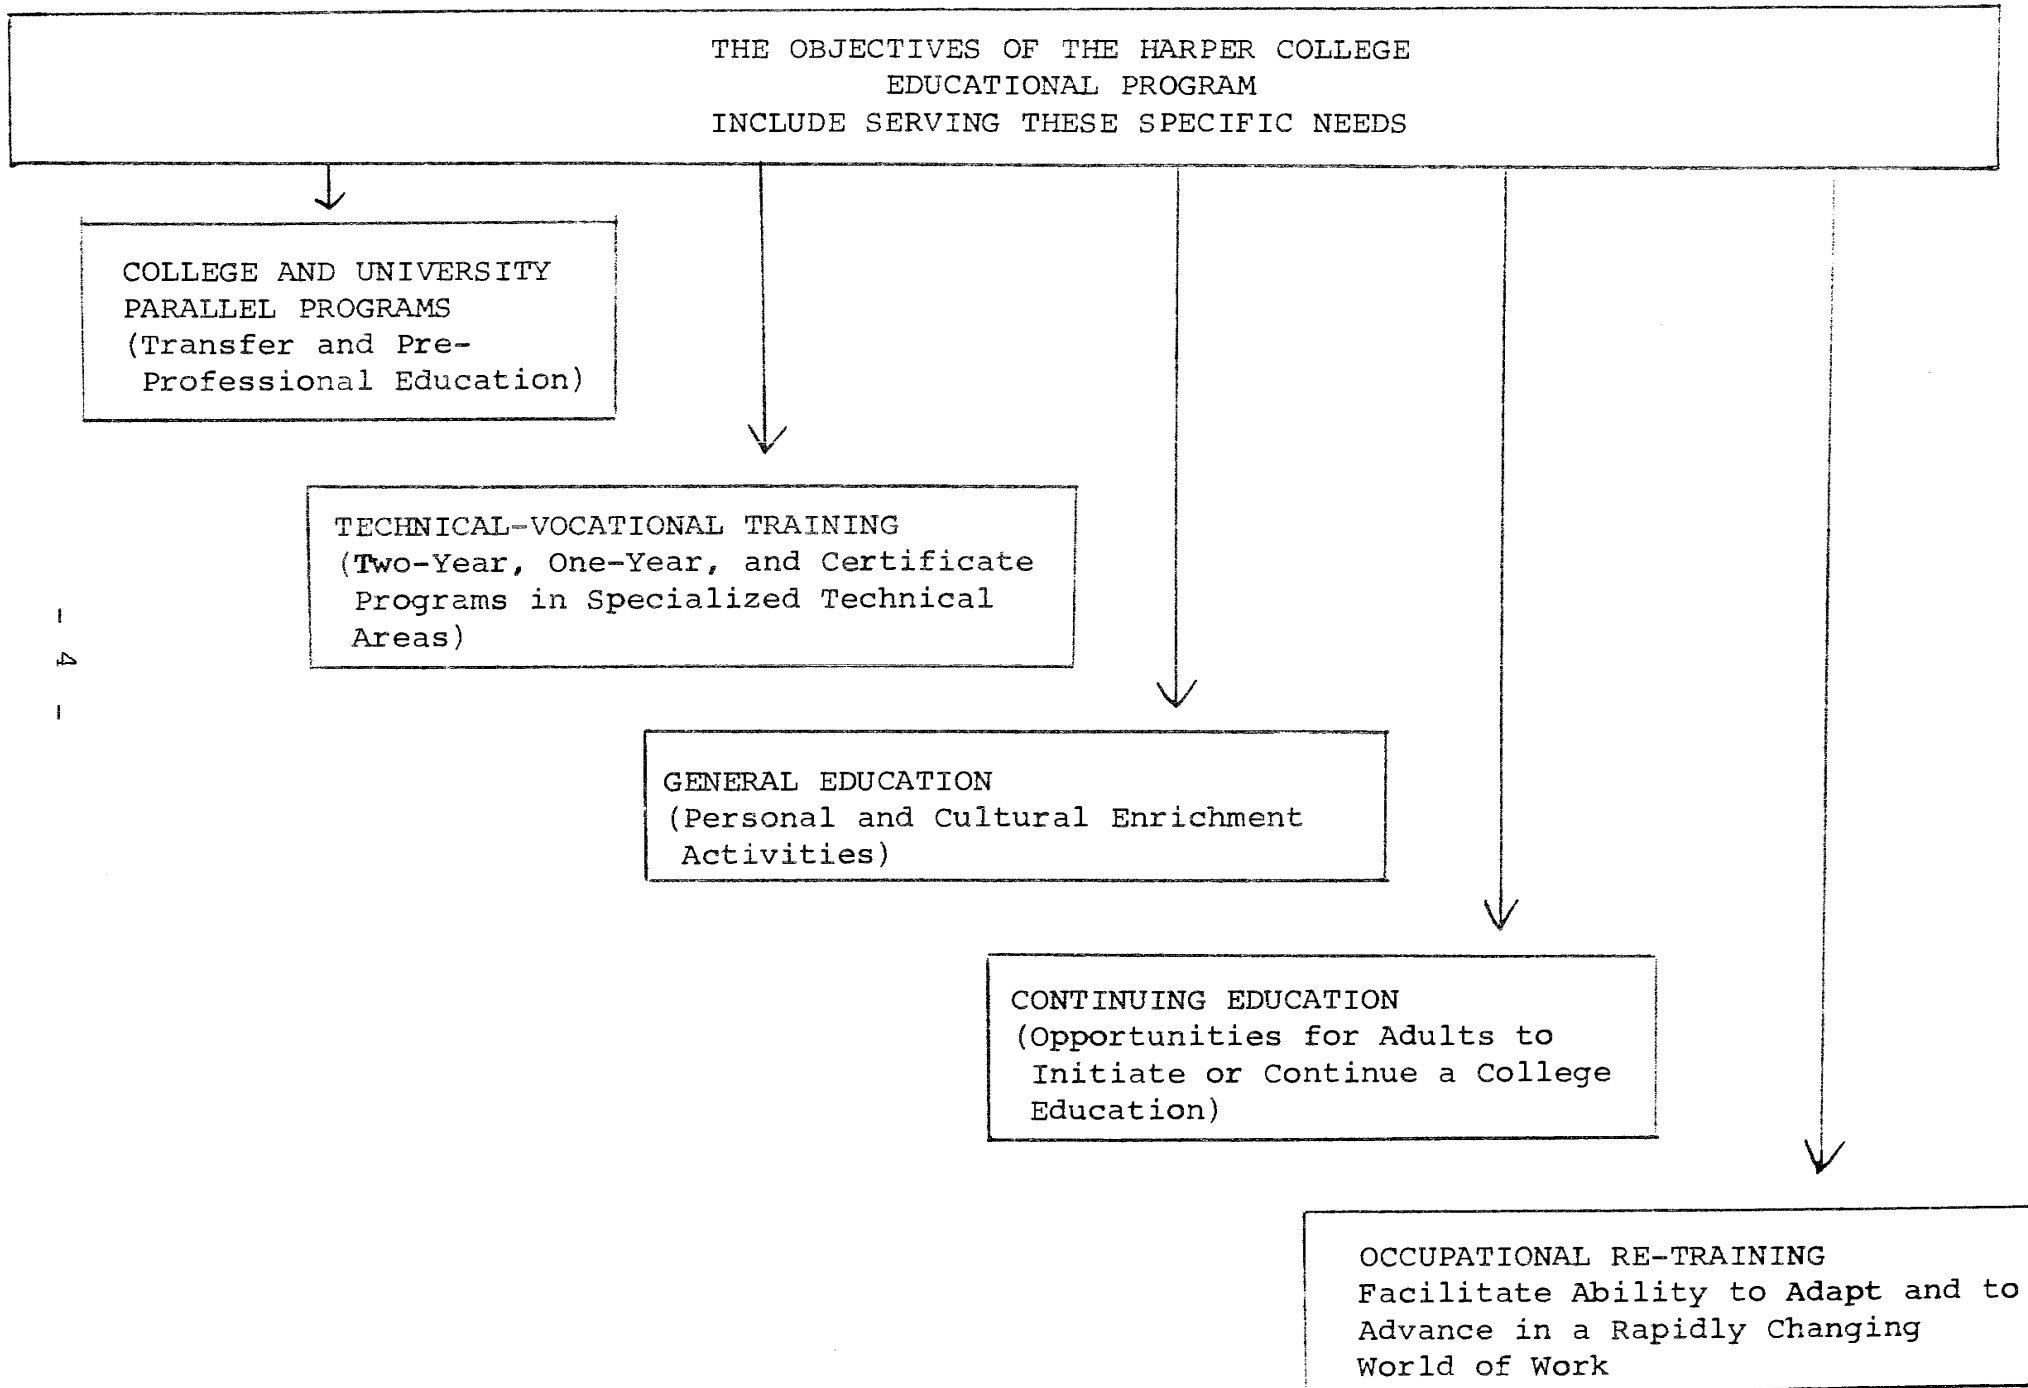 THE OBJECTIVES OF THE HARPER COLLEGE
EDUCATIONAL PROGRAM
INCLUDE SERVING THESE SPECIFIC NEEDS
COLLEGE AND UNIVERSITY
PARALLEL PROGRAMS
(Transfer and Pre-
Professional Education)
TECHNICAL-VOCATIONAL TRAINING
(Two-Year, One-Year, and Certificate
Programs in Specialized Technical
Areas)
- 4 -
GENERAL EDUCATION
(Personal and Cultural Enrichment
Activities)
CONTINUING EDUCATION
(Opportunities for Adults to
Initiate or Continue a College
Education)
OCCUPATIONAL RE-TRAINING
Facilitate Ability to Adapt and to
Advance in a Rapidly Changing
World of Work